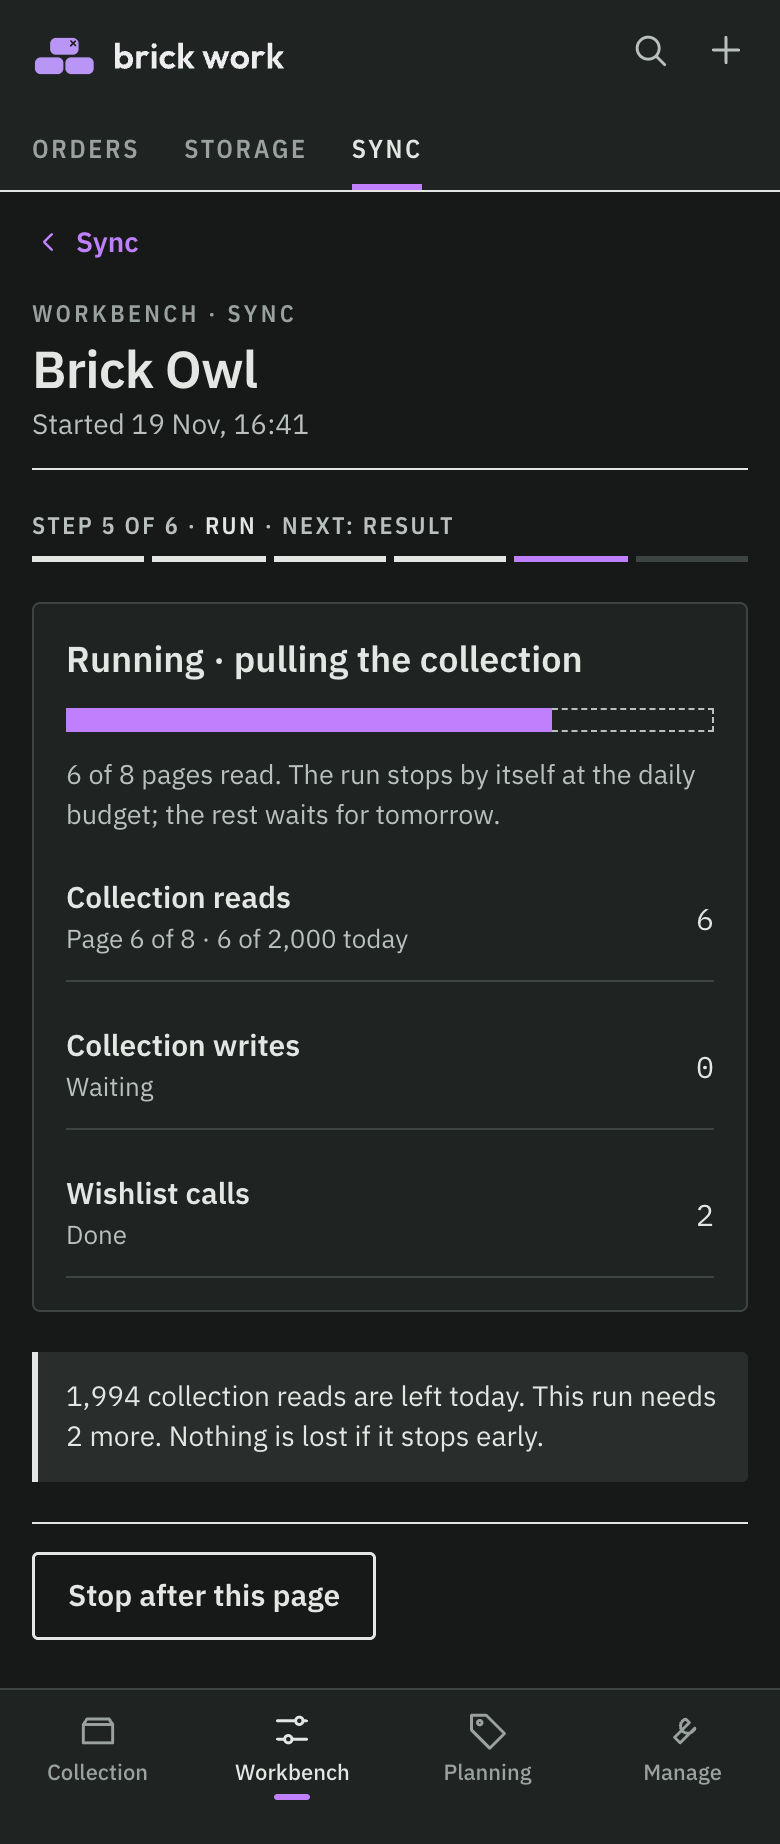 brick work
ORDERS STORAGE SYNC
Sync
WORKBENCH · SYNC
Brick Owl
Started 19 Nov, 16:41
STEP 5 OF 6 · RUN · NEXT: RESULT
Running · pulling the collection
6 of 8 pages read. The run stops by itself at the daily
budget; the rest waits for tomorrow.
Collection reads
Page 6 of 8 · 6 of 2,000 today
6
Collection writes
Waiting
0
Wishlist calls
Done
2
1,994 collection reads are left today. This run needs
2 more. Nothing is lost if it stops early.
Stop after this page
Collection Workbench Planning Manage